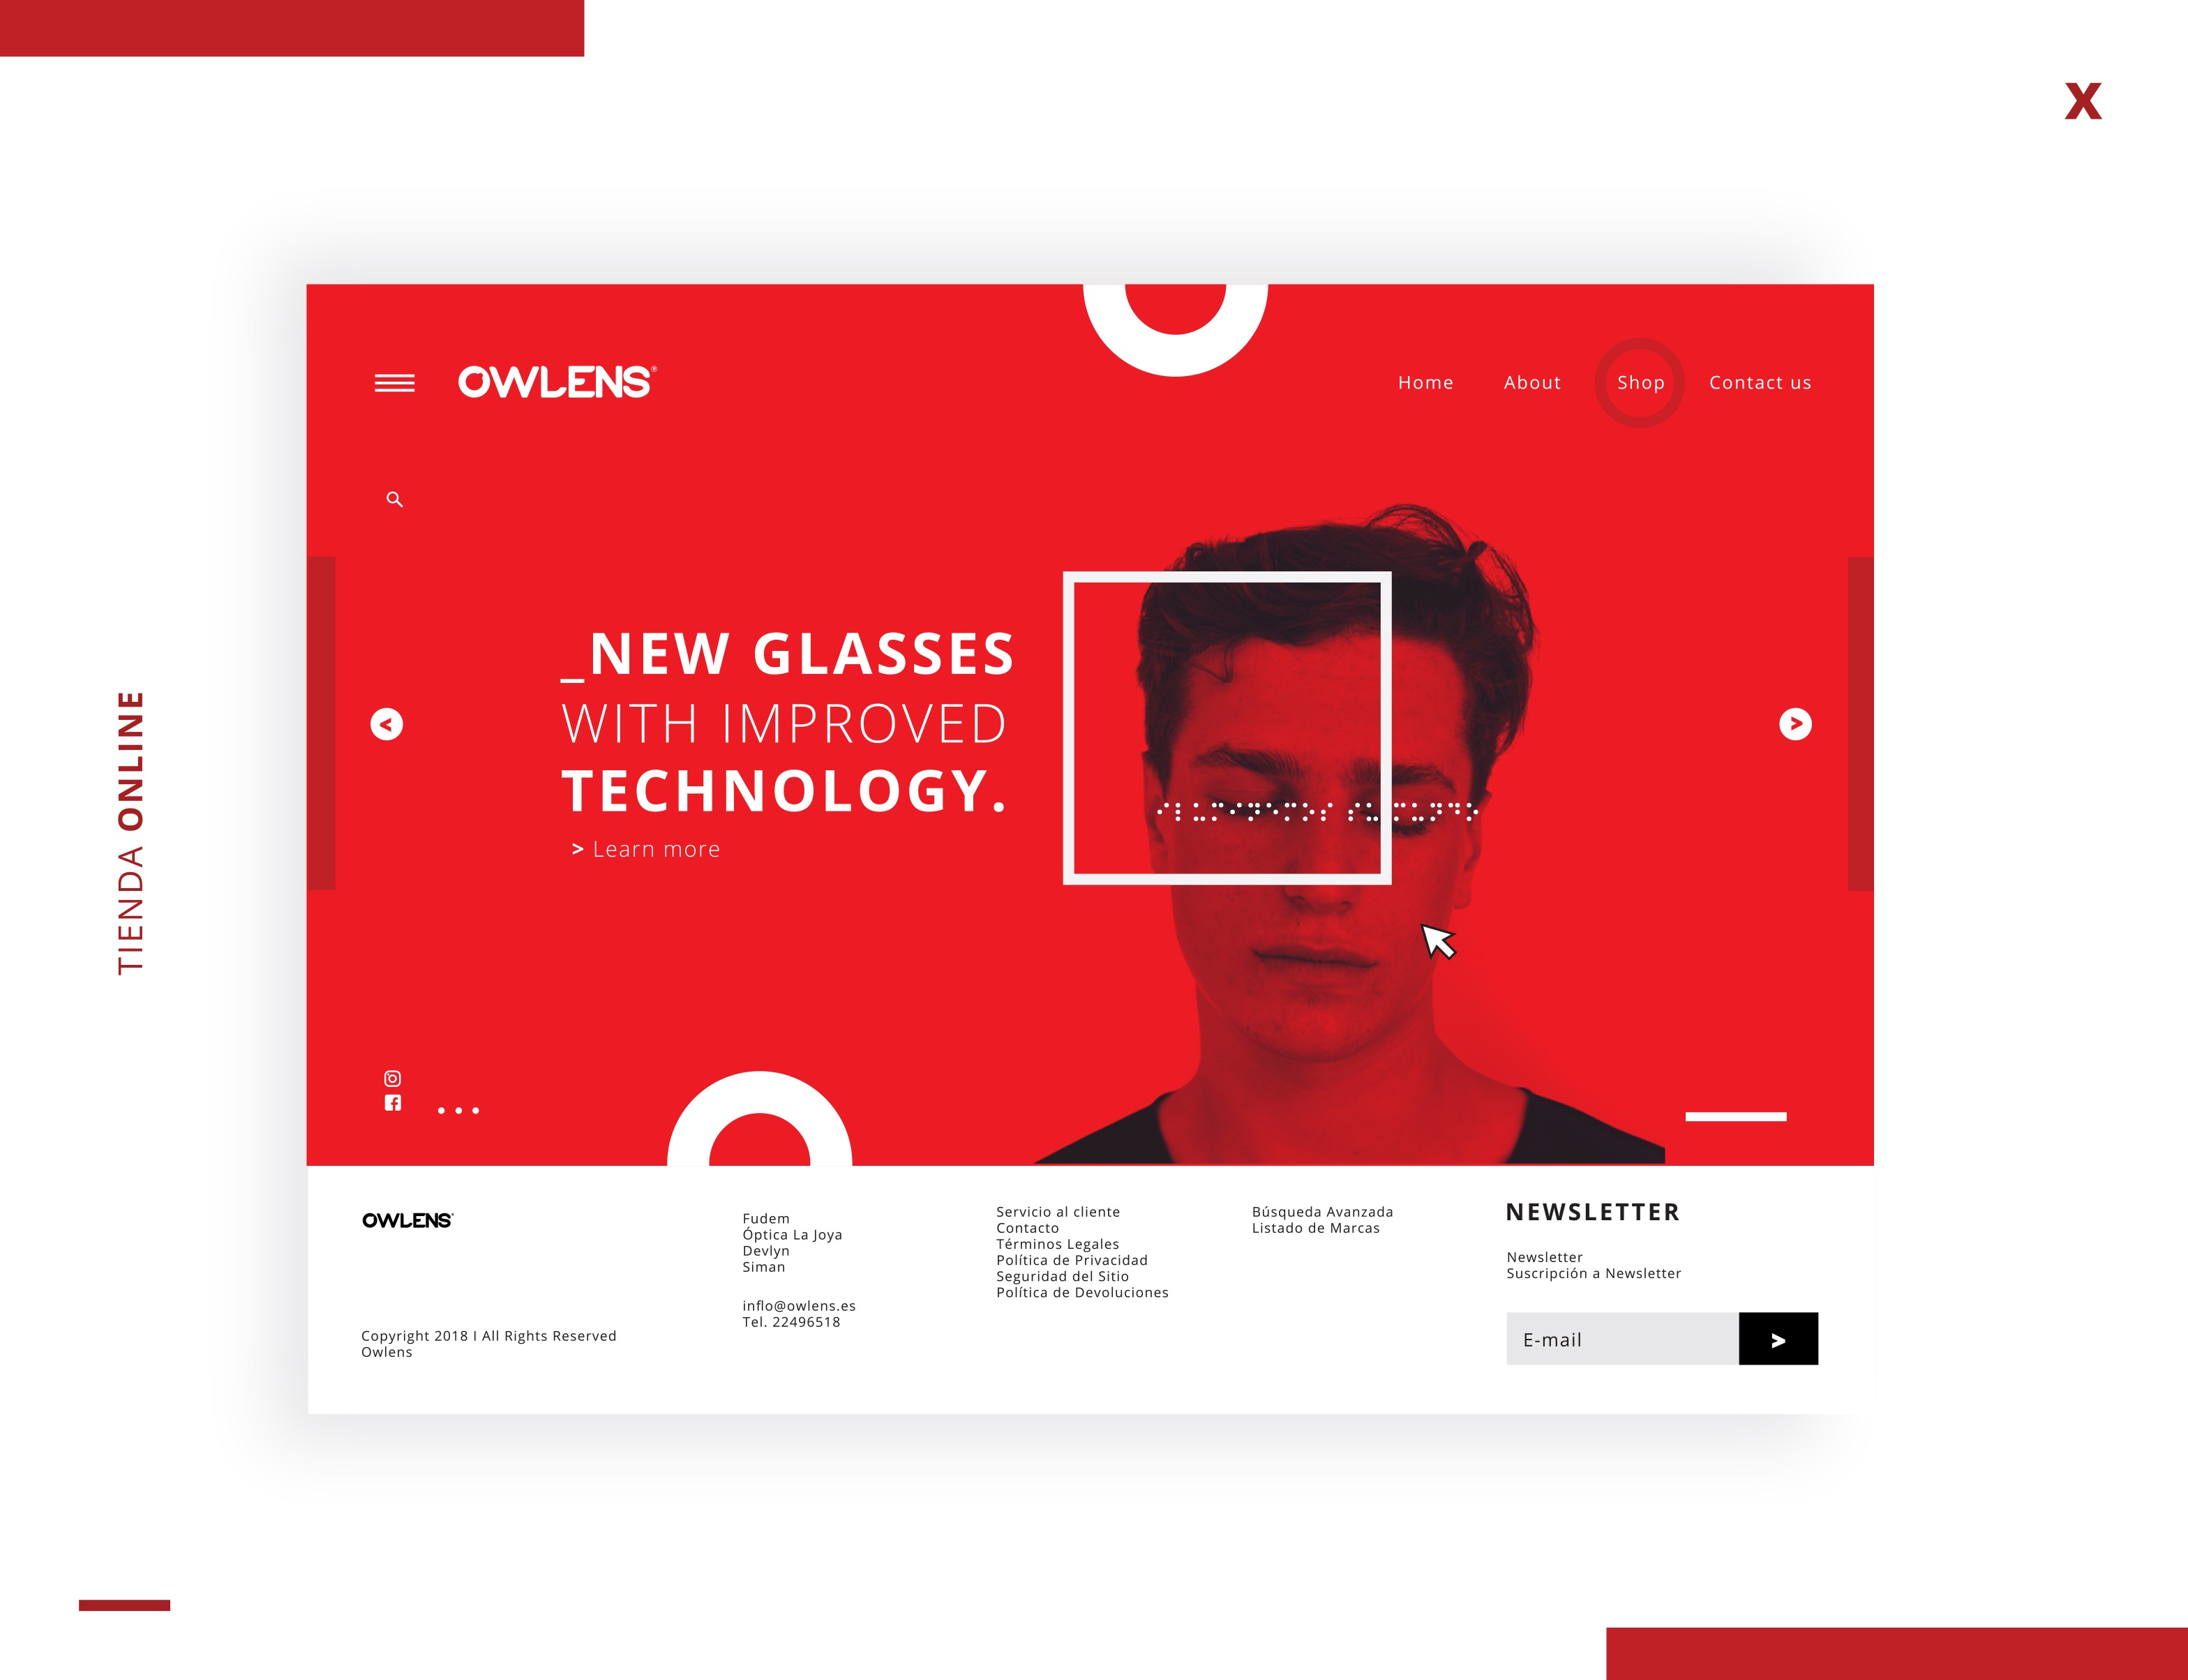 X
TIENDA ONLINE
OWLENS®
Home
About
Shop
Contact us
_NEW GLASSES
WITH IMPROVED
TECHNOLOGY.
> Learn more
<
>
OWLENS
Copyright 2018 I All Rights Reserved
Owlens
Fudem
Óptica La Joya
Devlyn
Siman
inflo@owlens.es
Tel. 22496518
Servicio al cliente
Contacto
Términos Legales
Política de Privacidad
Seguridad del Sitio
Política de Devoluciones
Búsqueda Avanzada
Listado de Marcas
NEWSLETTER
Newsletter
Suscripción a Newsletter
E-mail
>